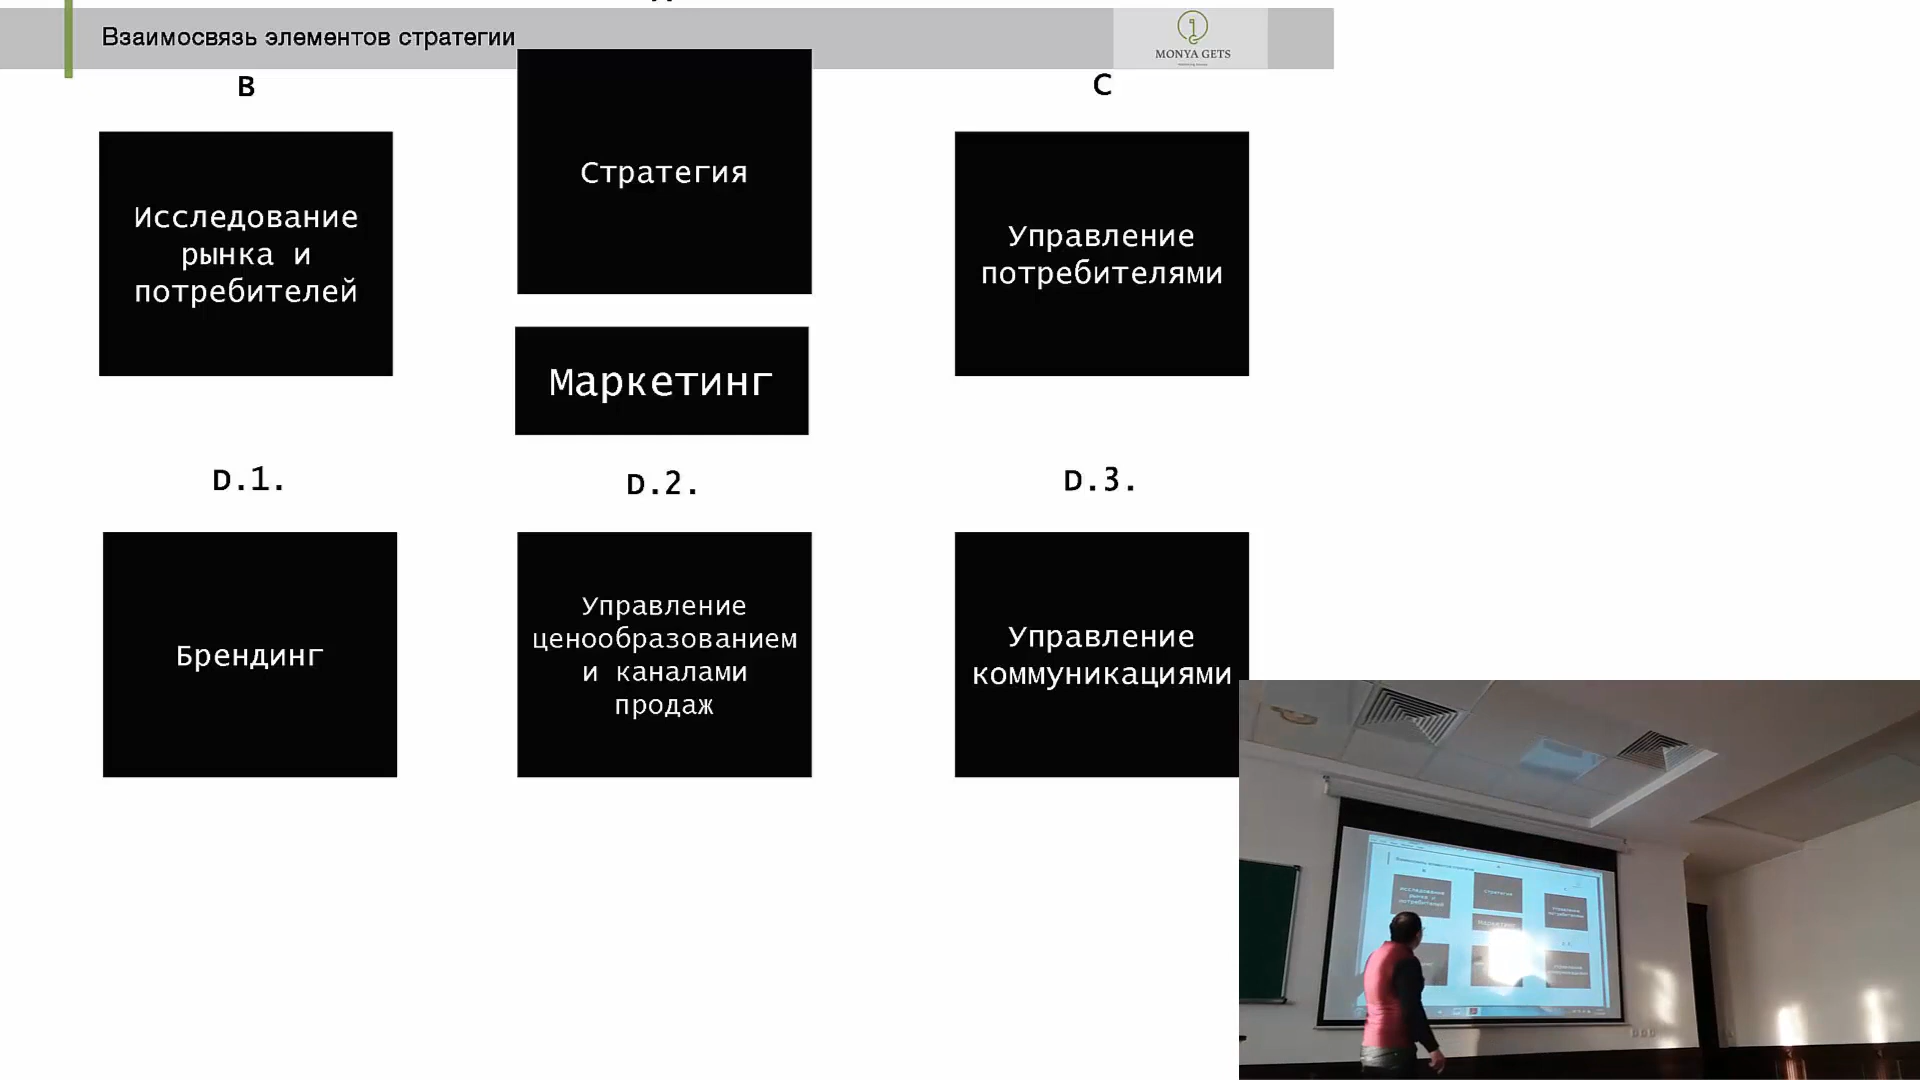 Взаимосвязь элементов стратегии
MONYA GETS
B
C
Исследование
рынка и
потребителей
Стратегия
Управление
потребителями
Маркетинг
D.1.
D.2.
D.3.
Брендинг
Управление
ценообразованием
и каналами
продаж
Управление
коммуникациями